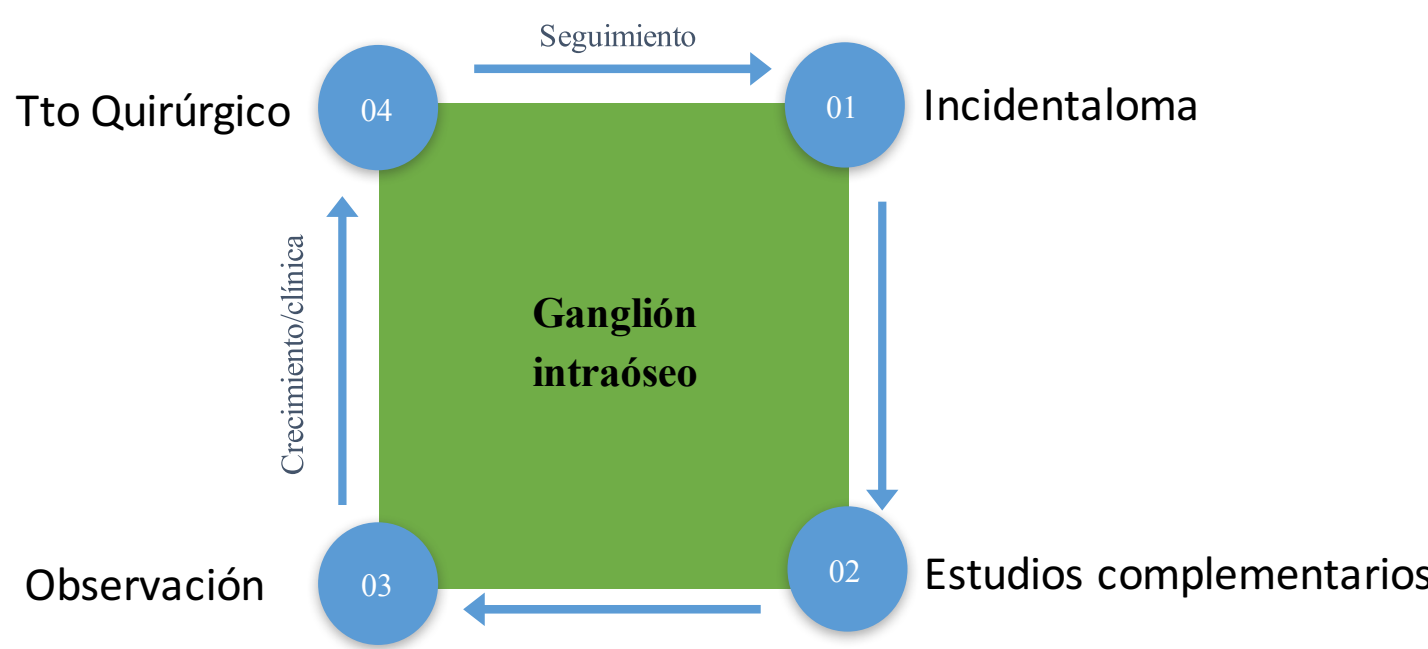 Seguimiento
Tto Quirúrgico
04
01
Incidentaloma
Crecimiento/clínica
Ganglión
intraóseo
Observación
03
02
Estudios complementarios